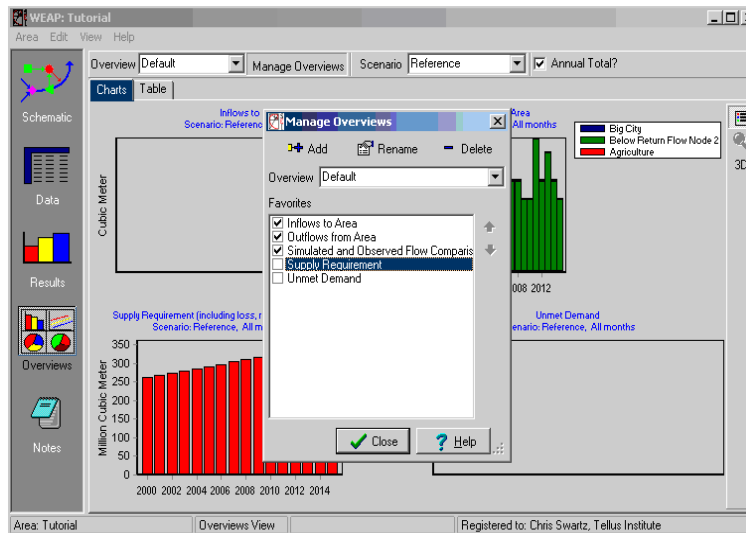 WEAP: Tutorial
Area Edit View Help
Overview Default Manage Overviews Scenario Reference Annual Total?
Charts Table
Schematic
Data
Results
Overviews
Notes
Inflows to
Scenario: Referenc
Area
All months
Cubic Meter
Big City
Below Return Flow Node 2
Agriculture
3D
008 2012
Manage Overviews
Add Rename Delete
Overview Default
Favorites
Inflows to Area
Outflows from Area
Simulated and Observed Flow Comparis
Supply Requirement
Unmet Demand
Close Help
Supply Requirement (including loss, r
Scenario: Reference, All m
Million Cubic Meter
350
300
250
200
150
100
50
0
2000 2002 2004 2006 2008 2010 2012 2014
Unmet Demand
enario: Reference, All months
Area: Tutorial Overviews View Registered to: Chris Swartz, Tellus Institute